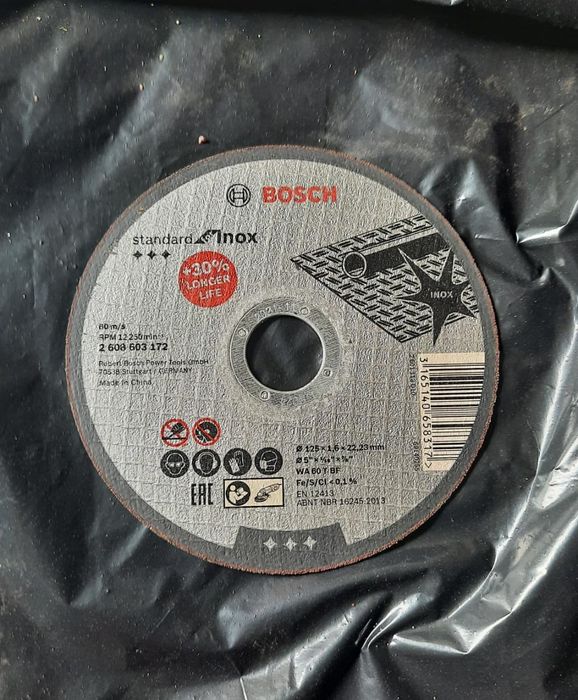 BOSCH
standard for Inox
+30%
LONGER
LIFE
INOX
80 m/s
RPM 12 250/min⁻¹
2 608 603 172
Robert Bosch Power Tools GmbH
70538 Stuttgart / GERMANY
Made in China
Ø 125 × 1,6 × 22,23 mm
WA 60 T BF
Fe/S/Cl < 0,1 %
EN 12413
ABNT NBR 16245:2013
EAC
3 165140 658317>